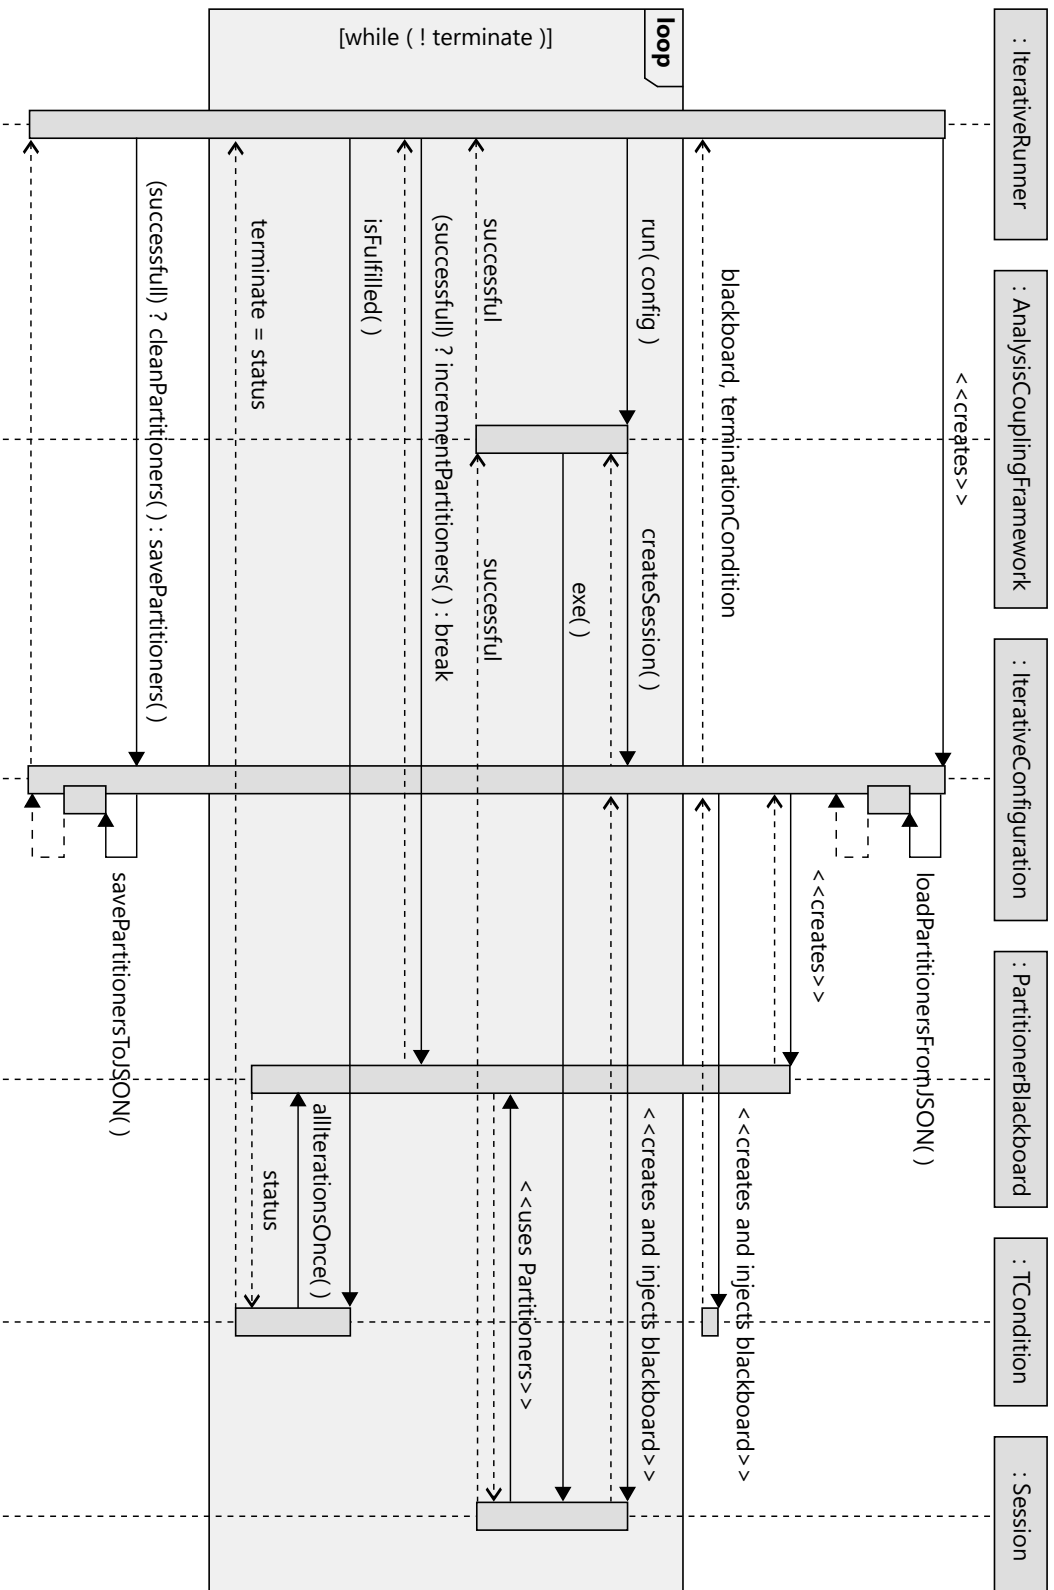 : IterativeRunner
: AnalysisCouplingFramework
: IterativeConfiguration
: PartitionerBlackboard
: TCondition
: Session
<<creates>>
loadPartitionersFromJSON( )
<<creates>>
<<creates and injects blackboard>>
blackboard, terminationCondition
loop
[while ( ! terminate )]
run( config )
createSession( )
<<creates and injects blackboard>>
exe( )
<<uses Partitioners>>
successful
successful
(successfull) ? incrementPartitioners( ) : break
isFulfilled( )
allIterationsOnce( )
status
terminate = status
(successfull) ? cleanPartitioners( ) : savePartitioners( )
savePartitionersToJSON( )